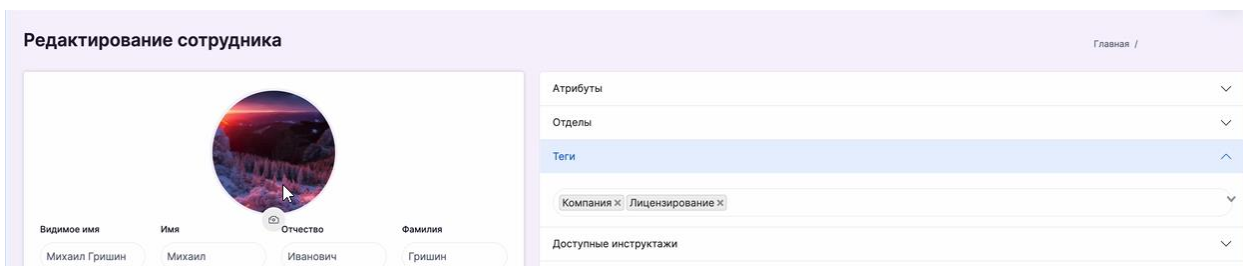 Редактирование сотрудника
Главная /
Атрибуты
Отделы
Теги
Компания × Лицензирование ×
Доступные инструктажи
Видимое имя Имя Отчество Фамилия
Михаил Гришин Михаил Иванович Гришин